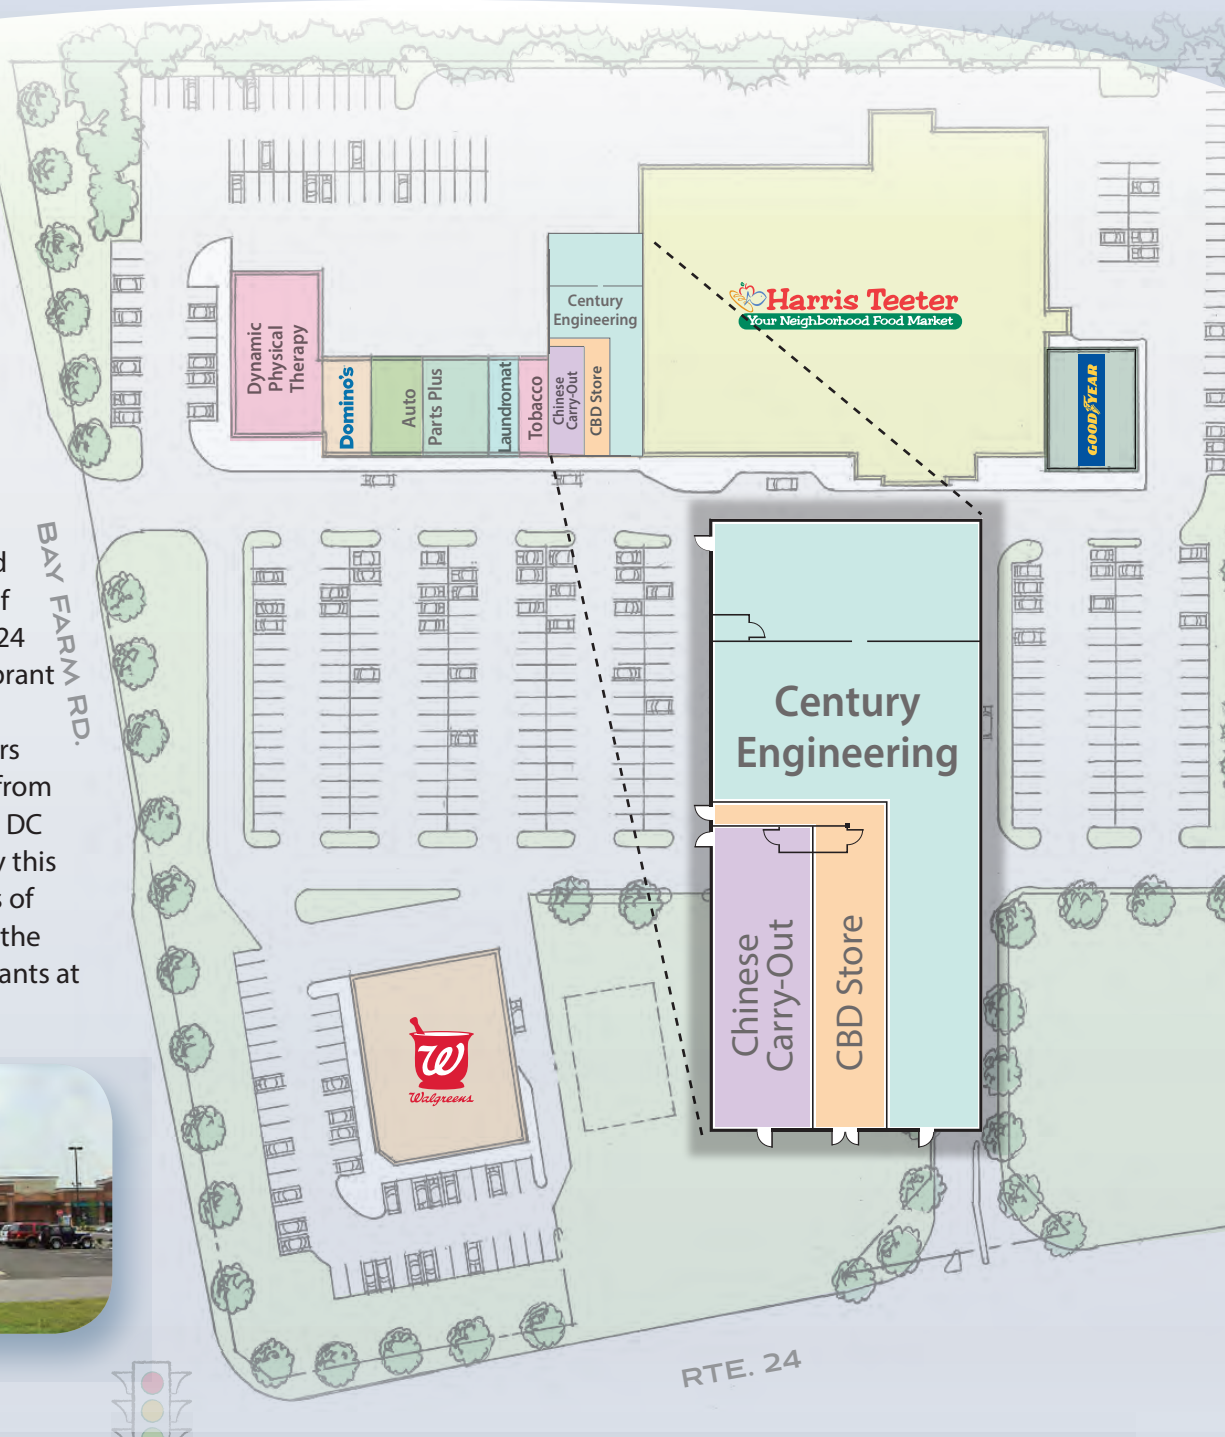 Dynamic
Physical
Therapy
Domino's
Auto
Parts Plus
Laundromat
Tobacco
Chinese
Carry-Out
CBD Store
Century
Engineering
Harris Teeter
Your Neighborhood Food Market
GOODYEAR
BAY FARM RD.
24
rs
from
DC
this
of
the
ants at
Century
Engineering
Chinese
Carry-Out
CBD Store
W
Walgreens
RTE. 24